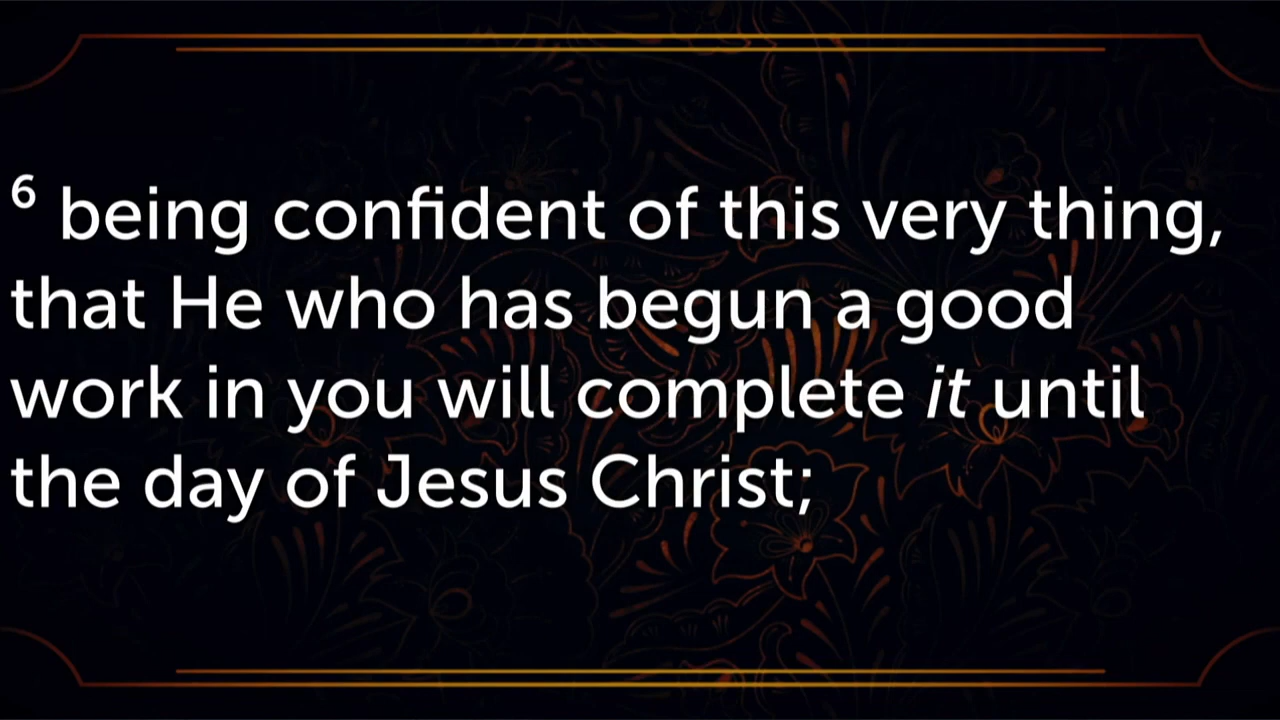 ⁶ being confident of this very thing,
that He who has begun a good
work in you will complete it until
the day of Jesus Christ;